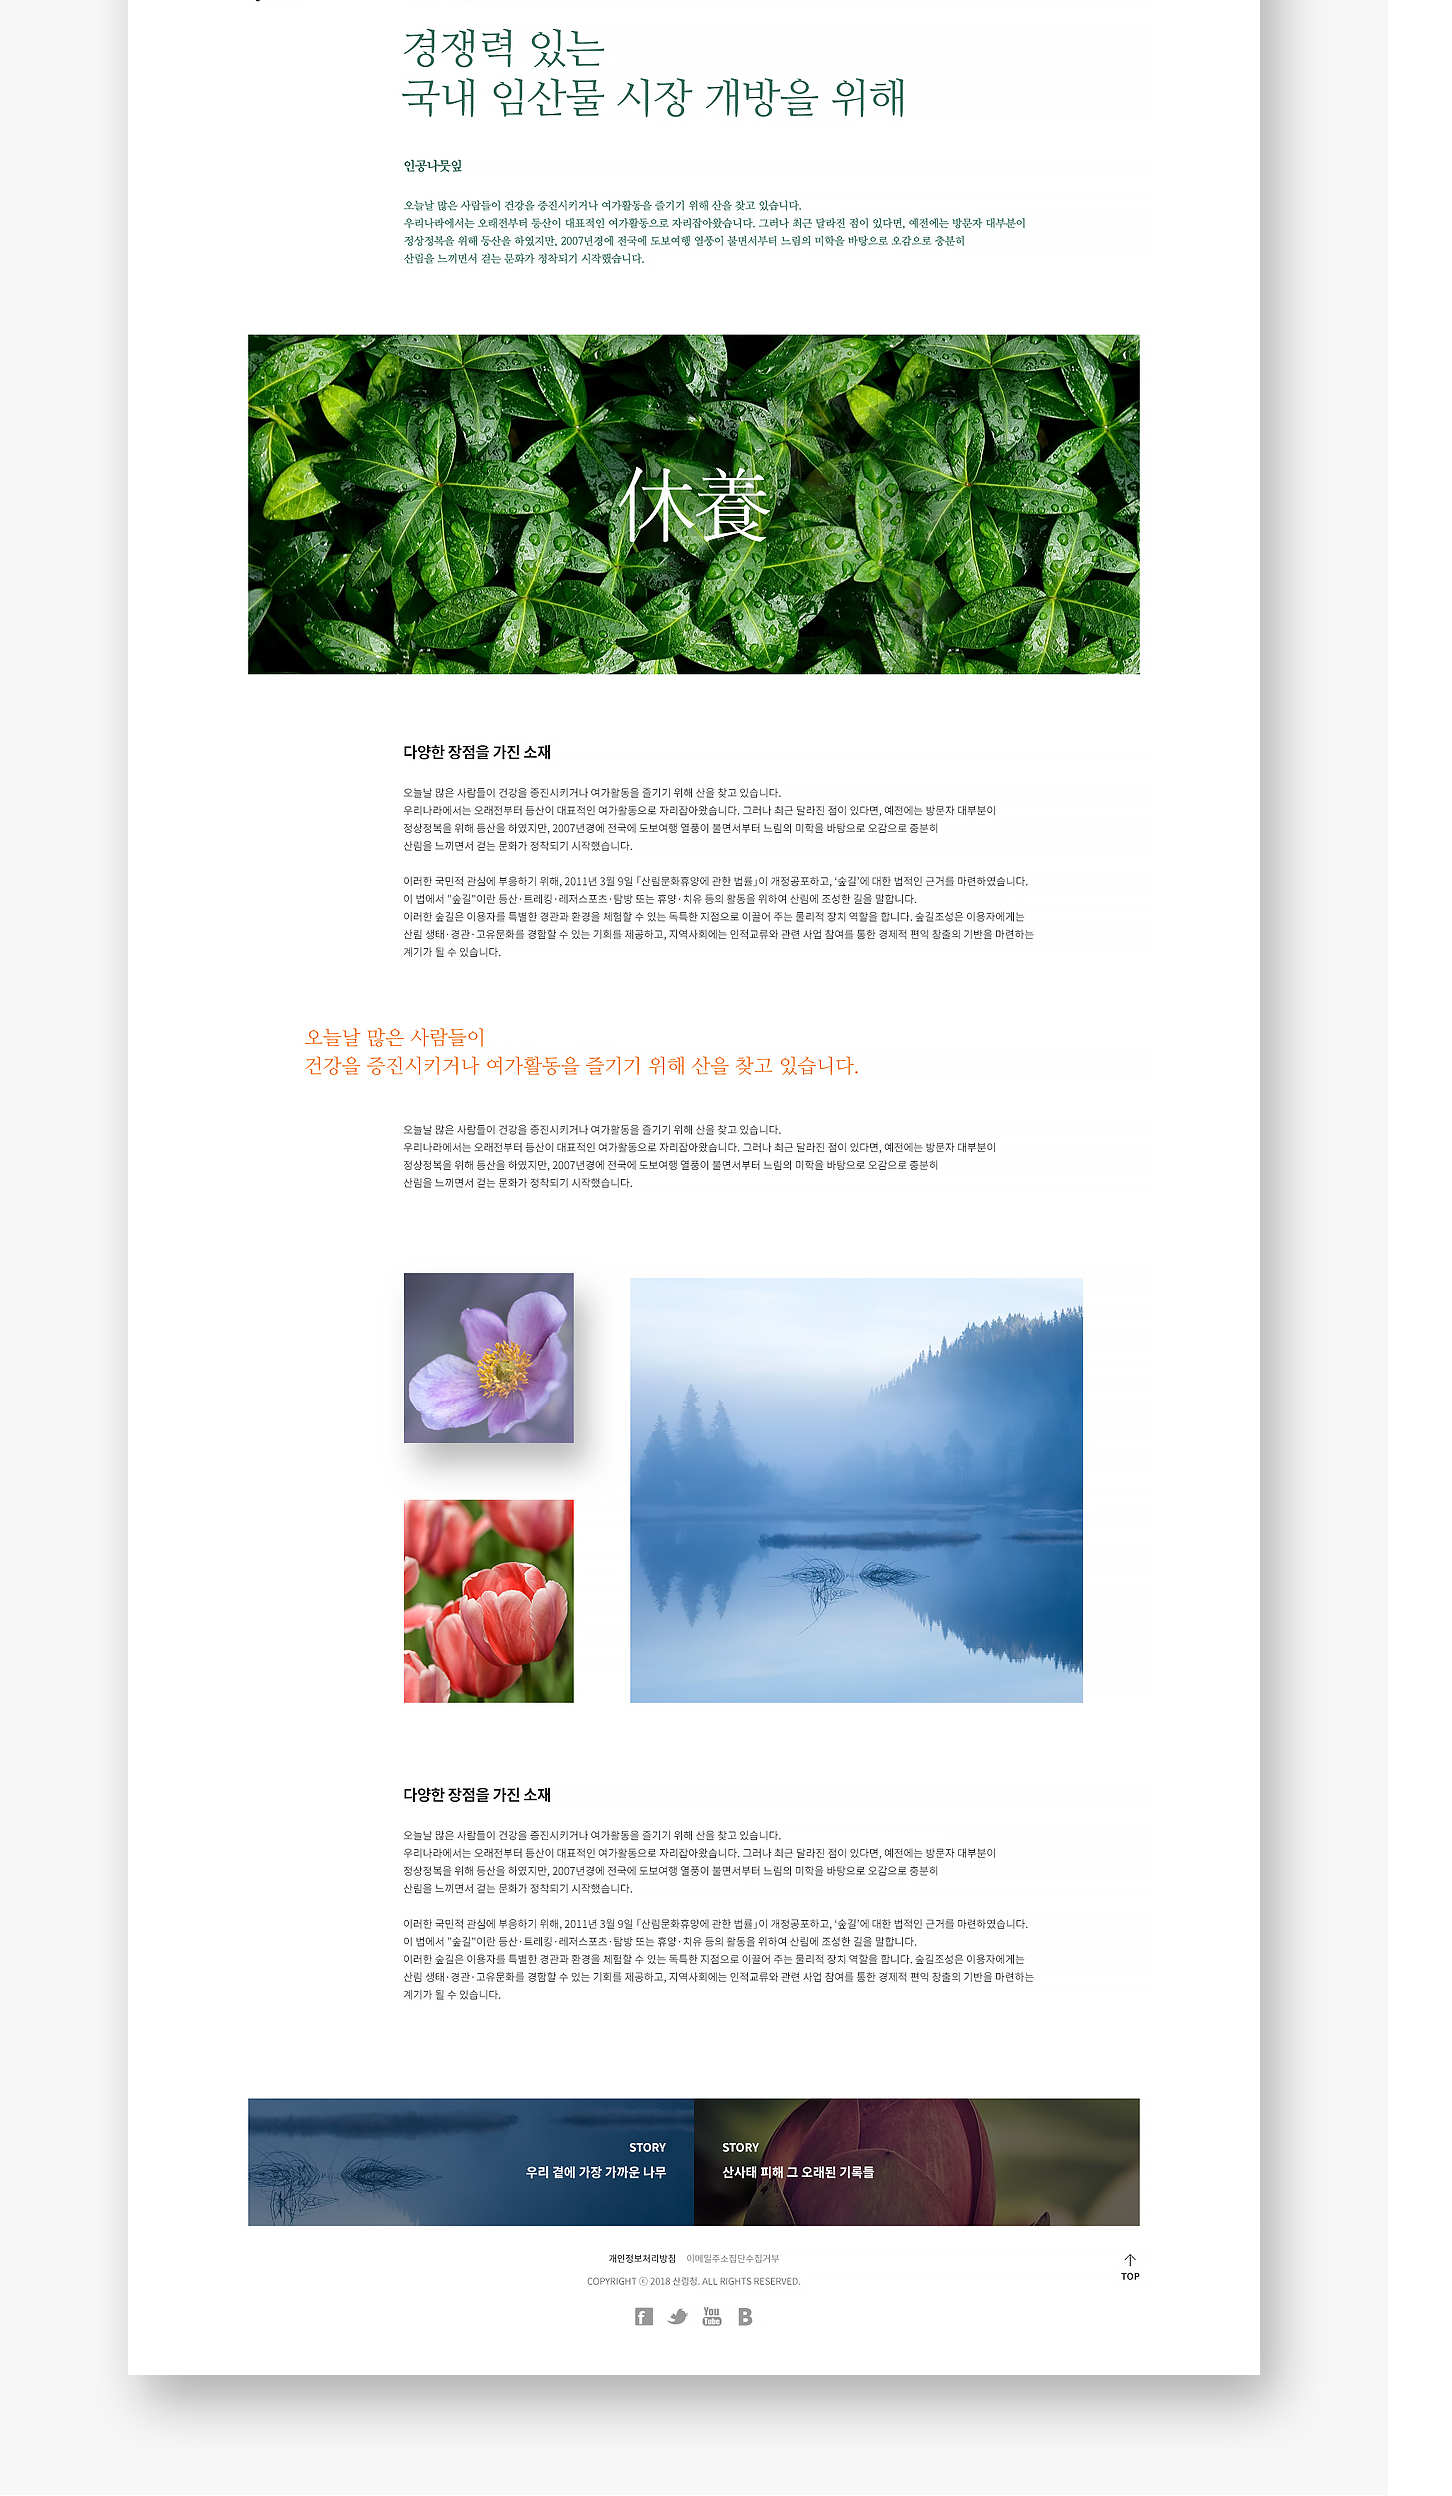 경쟁력 있는
국내 임산물 시장 개방을 위해
인공나뭇잎
오늘날 많은 사람들이 건강을 증진시키거나 여가활동을 즐기기 위해 산을 찾고 있습니다.
우리나라에서는 오래전부터 등산이 대표적인 여가활동으로 자리잡아왔습니다. 그러나 최근 달라진 점이 있다면, 예전에는 방문자 대부분이
정상정복을 위해 등산을 하였지만, 2007년경에 전국에 도보여행 열풍이 불면서부터 느림의 미학을 바탕으로 오감으로 충분히
산림을 느끼면서 걷는 문화가 정착되기 시작했습니다.
休養
다양한 장점을 가진 소재
오늘날 많은 사람들이 건강을 증진시키거나 여가활동을 즐기기 위해 산을 찾고 있습니다.
우리나라에서는 오래전부터 등산이 대표적인 여가활동으로 자리잡아왔습니다. 그러나 최근 달라진 점이 있다면, 예전에는 방문자 대부분이
정상정복을 위해 등산을 하였지만, 2007년경에 전국에 도보여행 열풍이 불면서부터 느림의 미학을 바탕으로 오감으로 충분히
산림을 느끼면서 걷는 문화가 정착되기 시작했습니다.
이러한 국민적 관심에 부응하기 위해, 2011년 3월 9일 「산림문화휴양에 관한 법률」이 개정공포하고, ‘숲길’에 대한 법적인 근거를 마련하였습니다.
이 법에서 "숲길"이란 등산·트레킹·레저스포츠·탐방 또는 휴양·치유 등의 활동을 위하여 산림에 조성한 길을 말합니다.
이러한 숲길은 이용자를 특별한 경관과 환경을 체험할 수 있는 독특한 지점으로 이끌어 주는 물리적 장치 역할을 합니다. 숲길조성은 이용자에게는
산림 생태·경관·고유문화를 경험할 수 있는 기회를 제공하고, 지역사회에는 인적교류와 관련 사업 참여를 통한 경제적 편익 창출의 기반을 마련하는
계기가 될 수 있습니다.
오늘날 많은 사람들이
건강을 증진시키거나 여가활동을 즐기기 위해 산을 찾고 있습니다.
오늘날 많은 사람들이 건강을 증진시키거나 여가활동을 즐기기 위해 산을 찾고 있습니다.
우리나라에서는 오래전부터 등산이 대표적인 여가활동으로 자리잡아왔습니다. 그러나 최근 달라진 점이 있다면, 예전에는 방문자 대부분이
정상정복을 위해 등산을 하였지만, 2007년경에 전국에 도보여행 열풍이 불면서부터 느림의 미학을 바탕으로 오감으로 충분히
산림을 느끼면서 걷는 문화가 정착되기 시작했습니다.
다양한 장점을 가진 소재
오늘날 많은 사람들이 건강을 증진시키거나 여가활동을 즐기기 위해 산을 찾고 있습니다.
우리나라에서는 오래전부터 등산이 대표적인 여가활동으로 자리잡아왔습니다. 그러나 최근 달라진 점이 있다면, 예전에는 방문자 대부분이
정상정복을 위해 등산을 하였지만, 2007년경에 전국에 도보여행 열풍이 불면서부터 느림의 미학을 바탕으로 오감으로 충분히
산림을 느끼면서 걷는 문화가 정착되기 시작했습니다.
이러한 국민적 관심에 부응하기 위해, 2011년 3월 9일 「산림문화휴양에 관한 법률」이 개정공포하고, ‘숲길’에 대한 법적인 근거를 마련하였습니다.
이 법에서 "숲길"이란 등산·트레킹·레저스포츠·탐방 또는 휴양·치유 등의 활동을 위하여 산림에 조성한 길을 말합니다.
이러한 숲길은 이용자를 특별한 경관과 환경을 체험할 수 있는 독특한 지점으로 이끌어 주는 물리적 장치 역할을 합니다. 숲길조성은 이용자에게는
산림 생태·경관·고유문화를 경험할 수 있는 기회를 제공하고, 지역사회에는 인적교류와 관련 사업 참여를 통한 경제적 편익 창출의 기반을 마련하는
계기가 될 수 있습니다.
STORY
우리 곁에 가장 가까운 나무
STORY
산사태 피해 그 오래된 기록들
개인정보처리방침 이메일주소집단수집거부
COPYRIGHT ⓒ 2018 산림청. ALL RIGHTS RESERVED.
TOP
You Tube
B